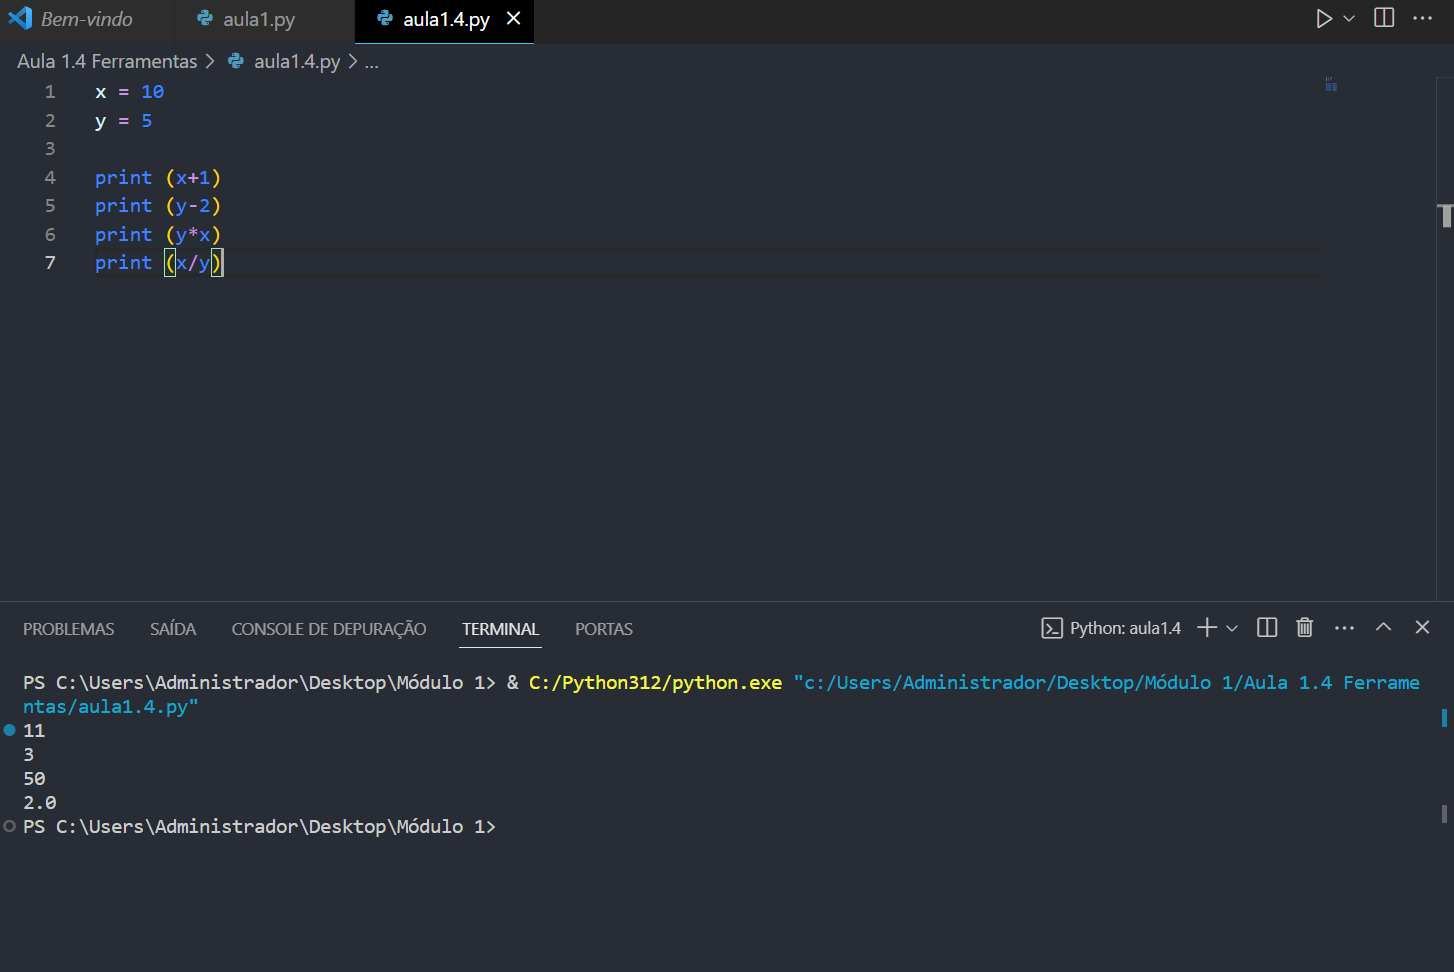 Bem-vindo aula1.py aula1.4.py
Aula 1.4 Ferramentas > aula1.4.py > ...
1 x = 10
2 y = 5
3
4 print (x+1)
5 print (y-2)
6 print (y*x)
7 print (x/y)
PROBLEMAS SAÍDA CONSOLE DE DEPURAÇÃO TERMINAL PORTAS Python: aula1.4
PS C:\Users\Administrador\Desktop\Módulo 1> & C:/Python312/python.exe "c:/Users/Administrador/Desktop/Módulo 1/Aula 1.4 Ferrame
ntas/aula1.4.py"
11
3
50
2.0
PS C:\Users\Administrador\Desktop\Módulo 1>